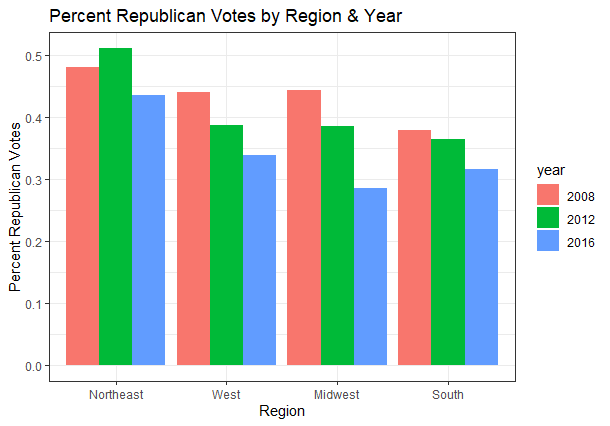 Percent Republican Votes by Region & Year
Percent Republican Votes
0.5
0.4
0.3
0.2
0.1
0.0
Northeast West Midwest South
Region
year
2008
2012
2016